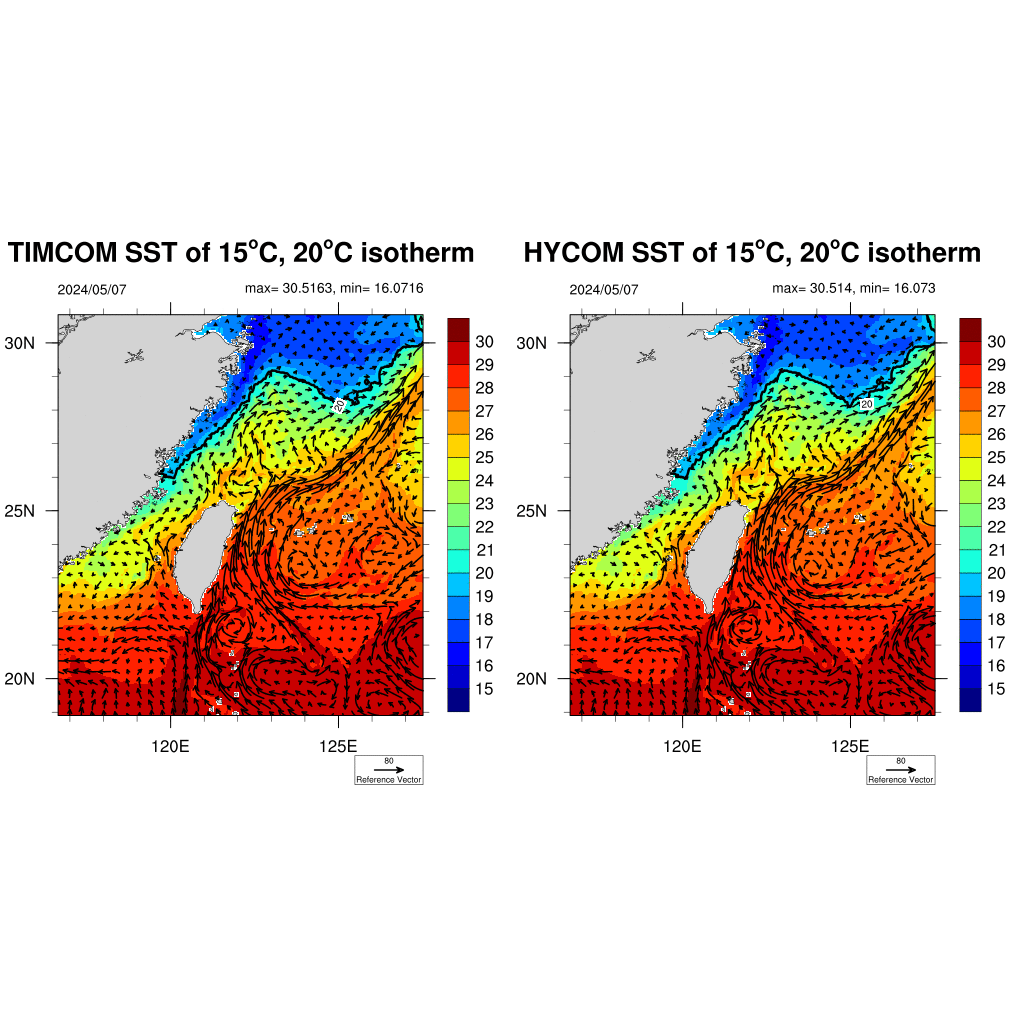 TIMCOM SST of 15°C, 20°C isotherm
2024/05/07
max= 30.5163, min= 16.0716
30N
25N
20N
120E
125E
20
30
29
28
27
26
25
24
23
22
21
20
19
18
17
16
15
80
Reference Vector
HYCOM SST of 15°C, 20°C isotherm
2024/05/07
max= 30.514, min= 16.073
30N
25N
20N
120E
125E
20
30
29
28
27
26
25
24
23
22
21
20
19
18
17
16
15
80
Reference Vector